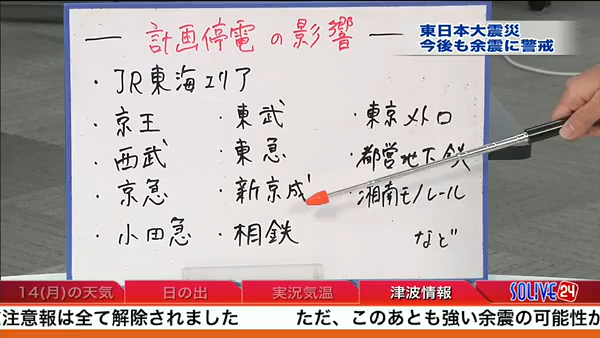 東日本大震災
今後も余震に警戒
— 計画停電の影響 —
・JR東海エリア
・京王 ・東武 ・東京メトロ
・西武 ・東急 ・都営地下鉄
・京急 ・新京成 ・湘南モノレール
・小田急 ・相鉄 など
14(月)の天気 日の出 実況気温 津波情報 SOLIVE24
注意報は全て解除されました ただ、このあとも強い余震の可能性が